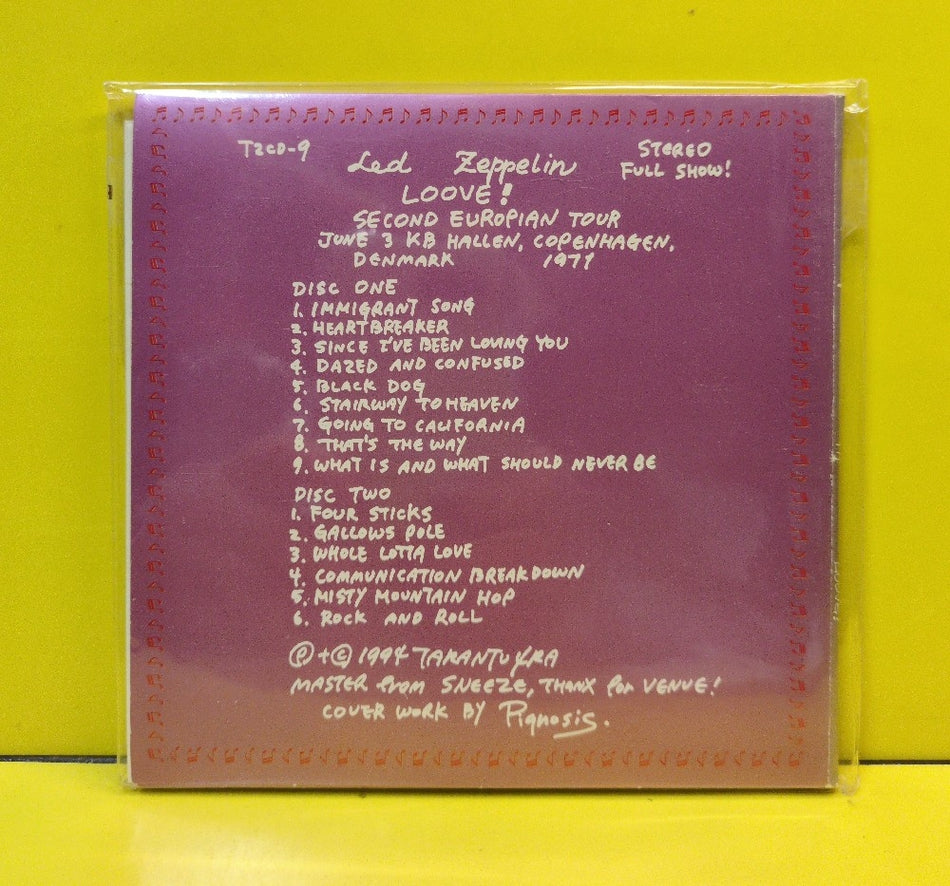 TZCD-9
Led Zeppelin
STEREO
FULL SHOW!
LOOVE!
SECOND EUROPIAN TOUR
JUNE 3 KB HALLEN, COPENHAGEN,
DENMARK 1971
DISC ONE
1. IMMIGRANT SONG
2. HEARTBREAKER
3. SINCE I'VE BEEN LOVING YOU
4. DAZED AND CONFUSED
5. BLACK DOG
6. STAIRWAY TO HEAVEN
7. GOING TO CALIFORNIA
8. THAT'S THE WAY
9. WHAT IS AND WHAT SHOULD NEVER BE
DISC TWO
1. FOUR STICKS
2. GALLOWS POLE
3. WHOLE LOTTA LOVE
4. COMMUNICATION BREAKDOWN
5. MISTY MOUNTAIN HOP
6. ROCK AND ROLL
Ⓟ+© 1994 TARANTURA
MASTER from SNEEZE, THANX for VENUE!
COVER WORK BY Pignosis.